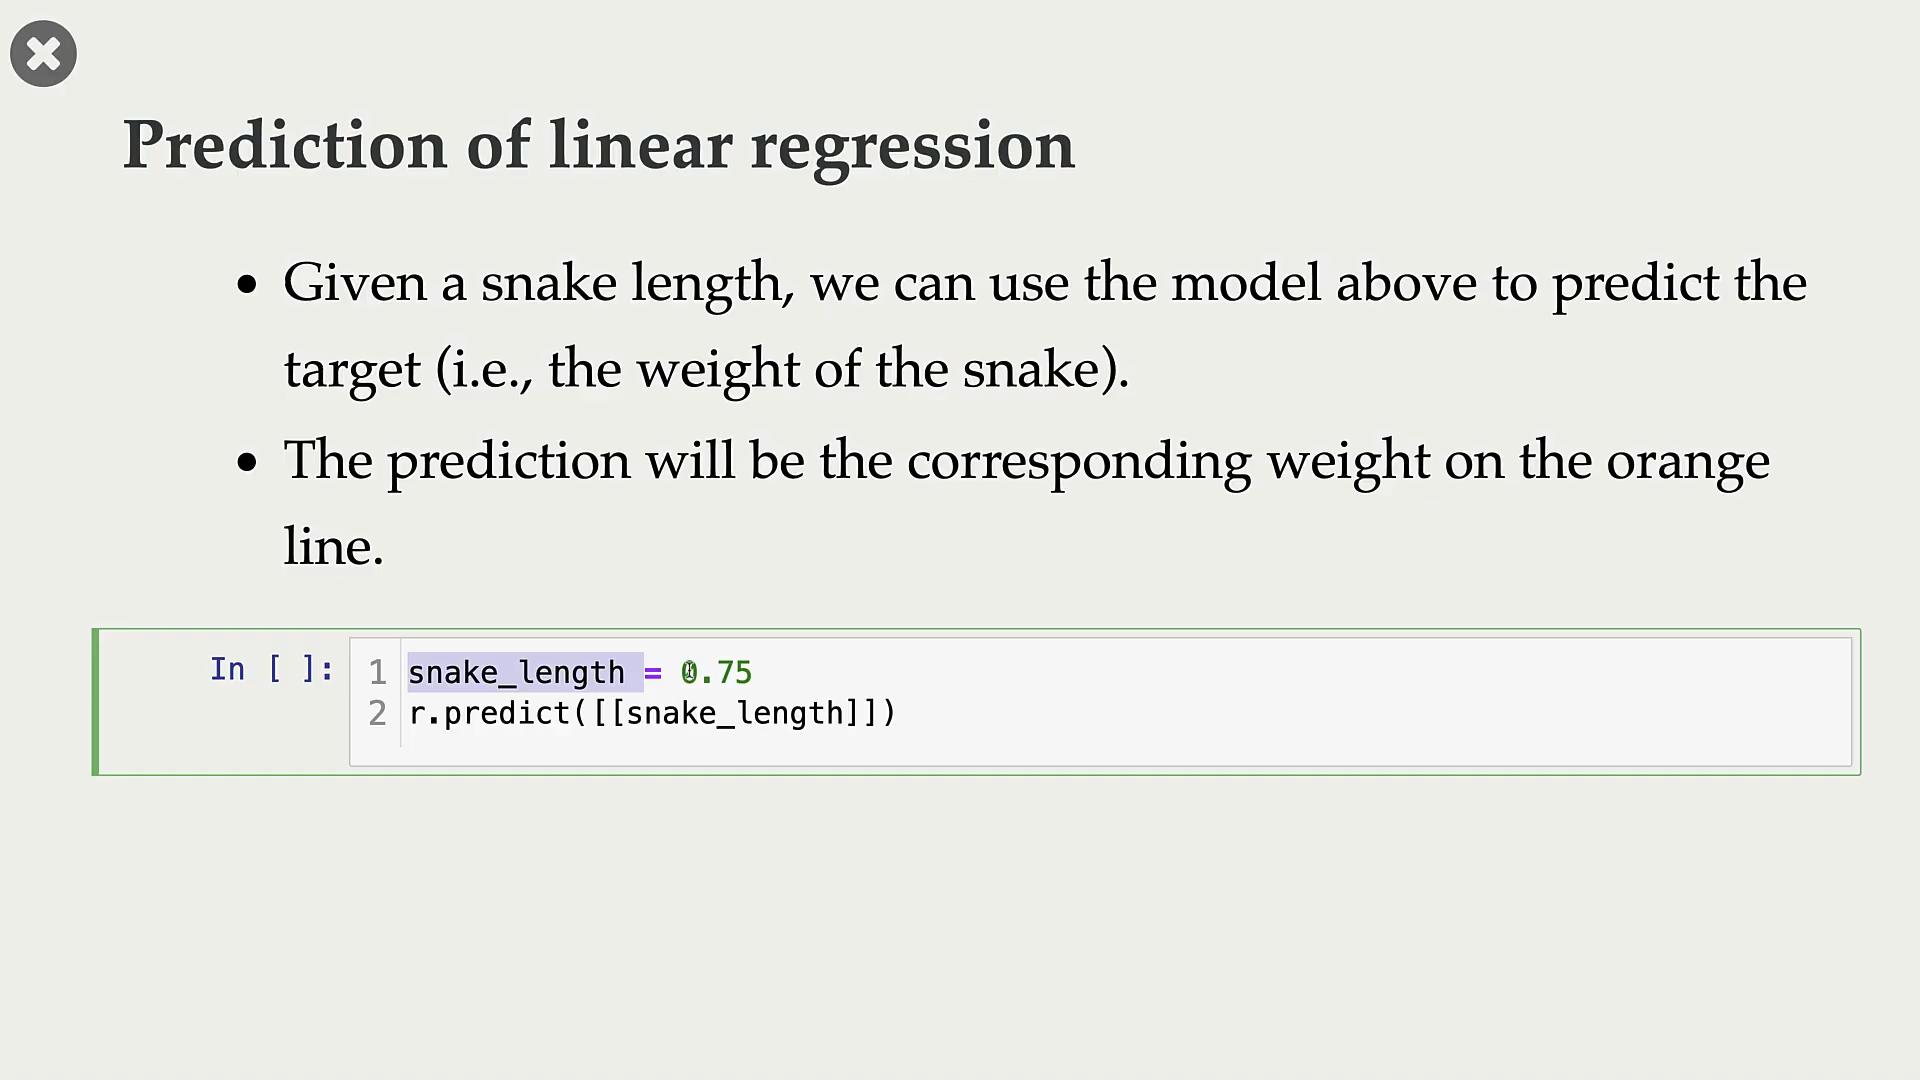 Prediction of linear regression
• Given a snake length, we can use the model above to predict the
target (i.e., the weight of the snake).
• The prediction will be the corresponding weight on the orange
line.
In [ ]:
1 snake_length = 0.75
2 r.predict([[snake_length]])